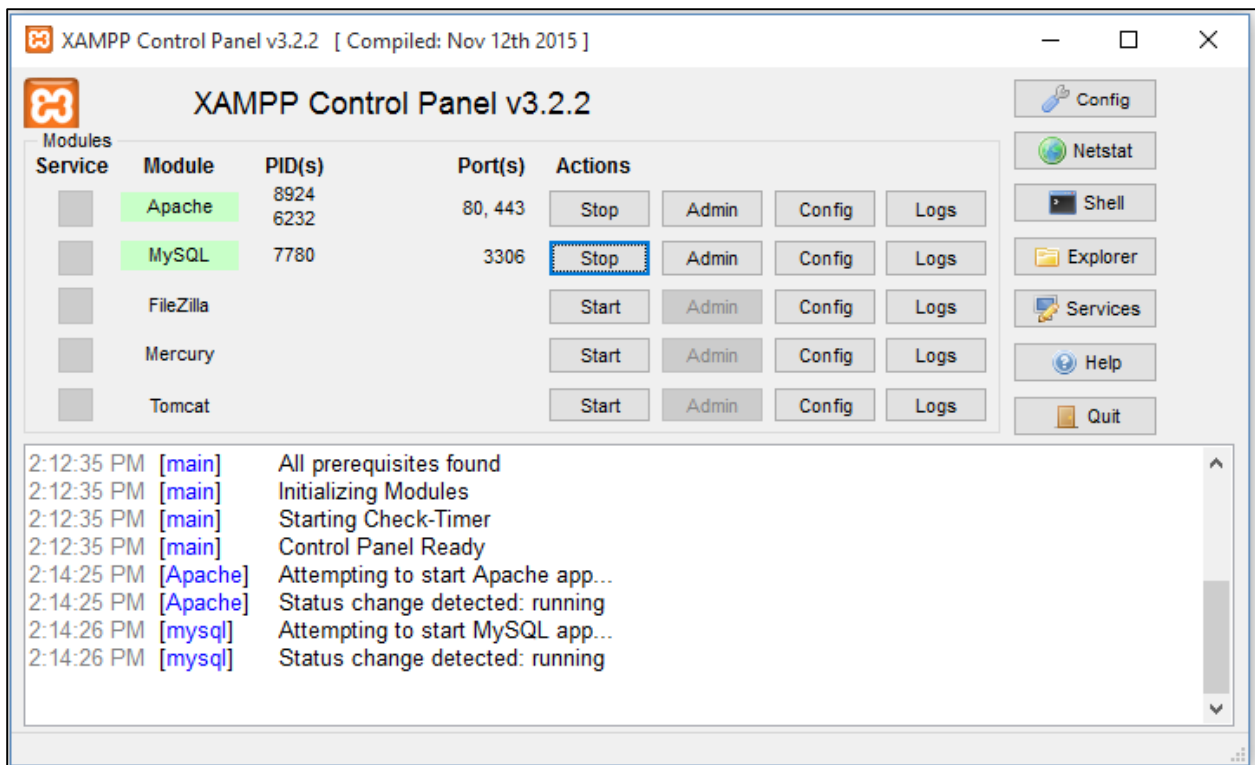 XAMPP Control Panel v3.2.2 [ Compiled: Nov 12th 2015 ]
XAMPP Control Panel v3.2.2
Config
Modules
Netstat
Service Module PID(s) Port(s) Actions
Apache 8924 6232 80, 443 Stop Admin Config Logs
Shell
MySQL 7780 3306 Stop Admin Config Logs
Explorer
FileZilla Start Admin Config Logs
Services
Mercury Start Admin Config Logs
Help
Tomcat Start Admin Config Logs
Quit
2:12:35 PM [main] All prerequisites found
2:12:35 PM [main] Initializing Modules
2:12:35 PM [main] Starting Check-Timer
2:12:35 PM [main] Control Panel Ready
2:14:25 PM [Apache] Attempting to start Apache app...
2:14:25 PM [Apache] Status change detected: running
2:14:26 PM [mysql] Attempting to start MySQL app...
2:14:26 PM [mysql] Status change detected: running